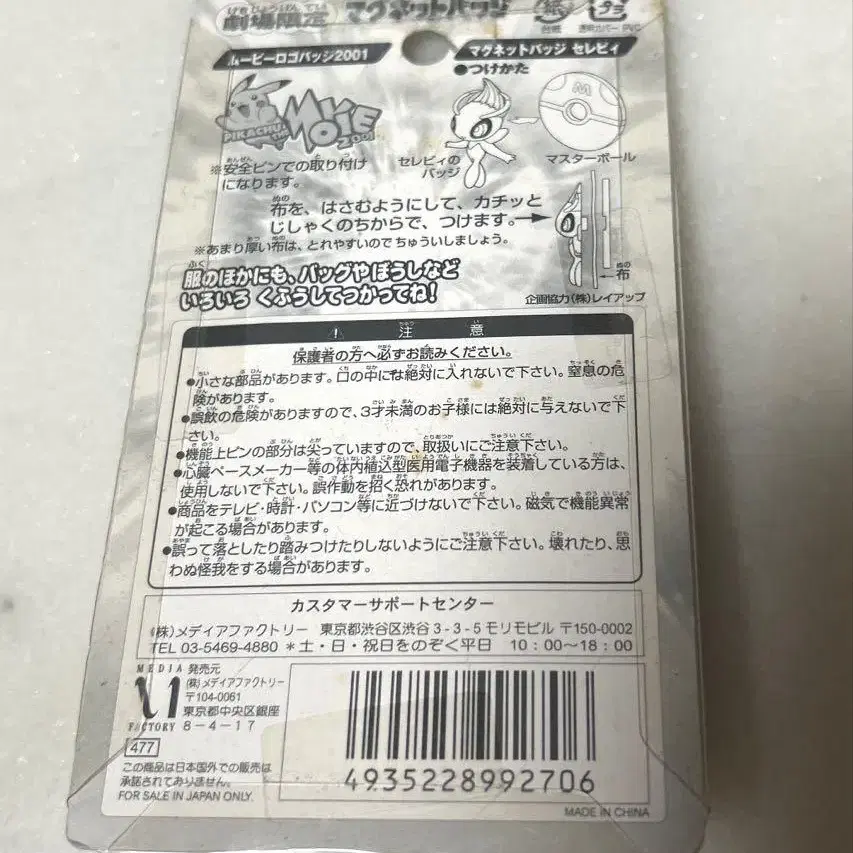 劇場限定 マグネットバッジ
紙 プラ
台紙 透明カバー PVC
ムービーロゴバッジ2001
マグネットバッジ セレビィ
●つけかた
PIKACHU THE MOVIE 2001
M
※安全ピンでの取り付けになります。
セレビィのバッジ
マスターボール
布を、はさむようにして、カチッと
じしゃくのちからで、つけます。
※あまり厚い布は、とれやすいので ちゅういしましょう。
布
服のほかにも、バッグやぼうしなど
いろいろ くふうしてつかってね!
企画協力(株)レイアップ
注 意
保護者の方へ必ずお読みください。
●小さな部品があります。口の中には絶対に入れないで下さい。窒息の危
険があります。
●誤飲の危険がありますので、3才未満のお子様には絶対に与えないで下
さい。
●機能上ピンの部分は尖っていますので、取扱いにご注意下さい。
●心臓ペースメーカー等の体内植込型医用電子機器を装着している方は、
使用しないで下さい。誤作動を招く恐れがあります。
●商品をテレビ・時計・パソコン等に近づけないで下さい。磁気で機能異常
が起こる場合があります。
●誤って落としたり踏みつけたりしないようにご注意下さい。壊れたり、思
わぬ怪我をする場合があります。
カスタマーサポートセンター
(株)メディアファクトリー 東京都渋谷区渋谷3-3-5モリモビル 〒150-0002
TEL 03-5469-4880 *土・日・祝日をのぞく平日 10:00〜18:00
MEDIA FACTORY
発売元
(株)メディアファクトリー
〒104-0061
東京都中央区銀座
8-4-17
477
この商品は日本国外での販売は
承諾されておりません。
FOR SALE IN JAPAN ONLY.
4935228992706
MADE IN CHINA